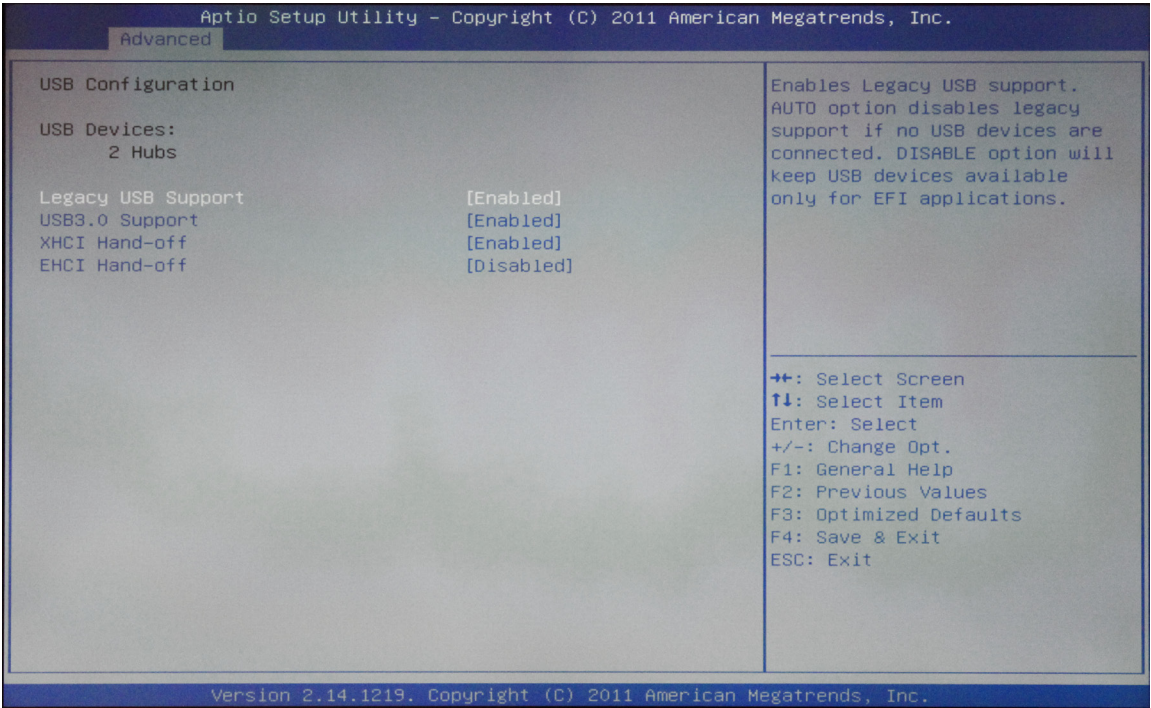 Aptio Setup Utility – Copyright (C) 2011 American Megatrends, Inc.
Advanced
USB Configuration
USB Devices:
2 Hubs
Legacy USB Support [Enabled]
USB3.0 Support [Enabled]
XHCI Hand-off [Enabled]
EHCI Hand-off [Disabled]
Enables Legacy USB support.
AUTO option disables legacy
support if no USB devices are
connected. DISABLE option will
keep USB devices available
only for EFI applications.
→←: Select Screen
↑↓: Select Item
Enter: Select
+/-: Change Opt.
F1: General Help
F2: Previous Values
F3: Optimized Defaults
F4: Save & Exit
ESC: Exit
Version 2.14.1219. Copyright (C) 2011 American Megatrends, Inc.